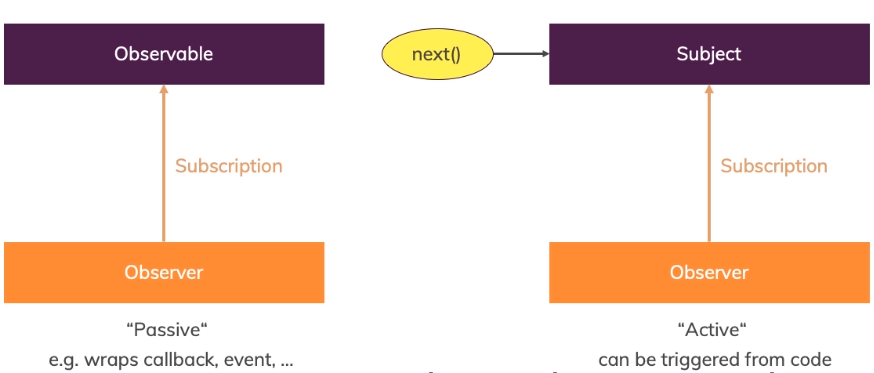 Observable
next()
Subject
Subscription
Subscription
Observer
Observer
“Passive“
“Active“
e.g. wraps callback, event, ...
can be triggered from code